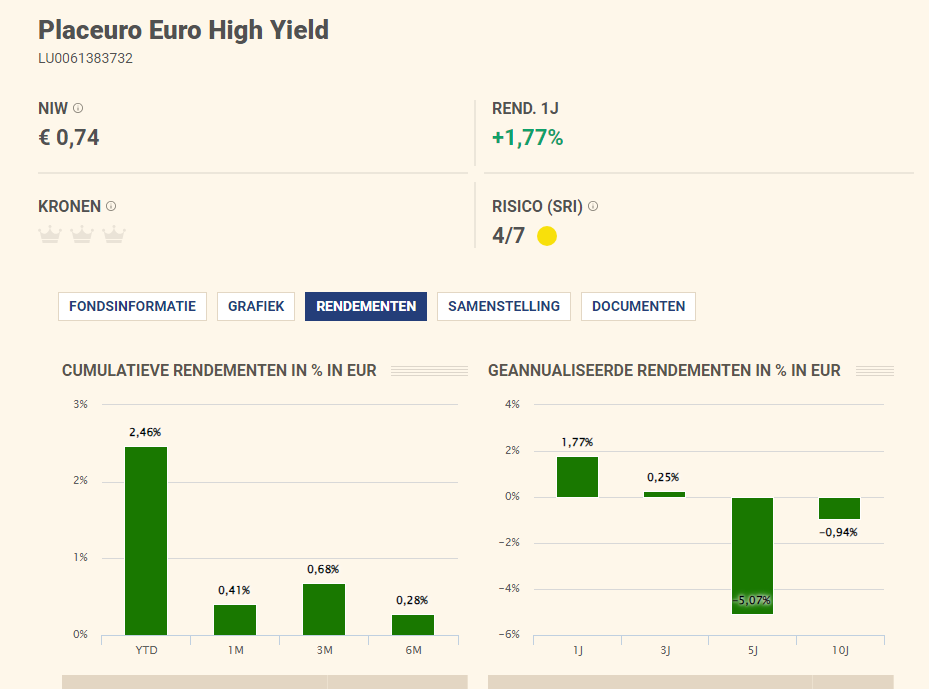 Placeuro Euro High Yield
LU0061383732
NIW
€ 0,74
REND. 1J
+1,77%
KRONEN
RISICO (SRI)
4/7
FONDSINFORMATIE
GRAFIEK
RENDEMENTEN
SAMENSTELLING
DOCUMENTEN
CUMULATIEVE RENDEMENTEN IN % IN EUR
3%
2%
1%
0%
2,46%
0,41%
0,68%
0,28%
YTD
1M
3M
6M
GEANNUALISEERDE RENDEMENTEN IN % IN EUR
4%
2%
0%
−2%
−4%
−6%
1,77%
0,25%
−5,07%
−0,94%
1J
3J
5J
10J